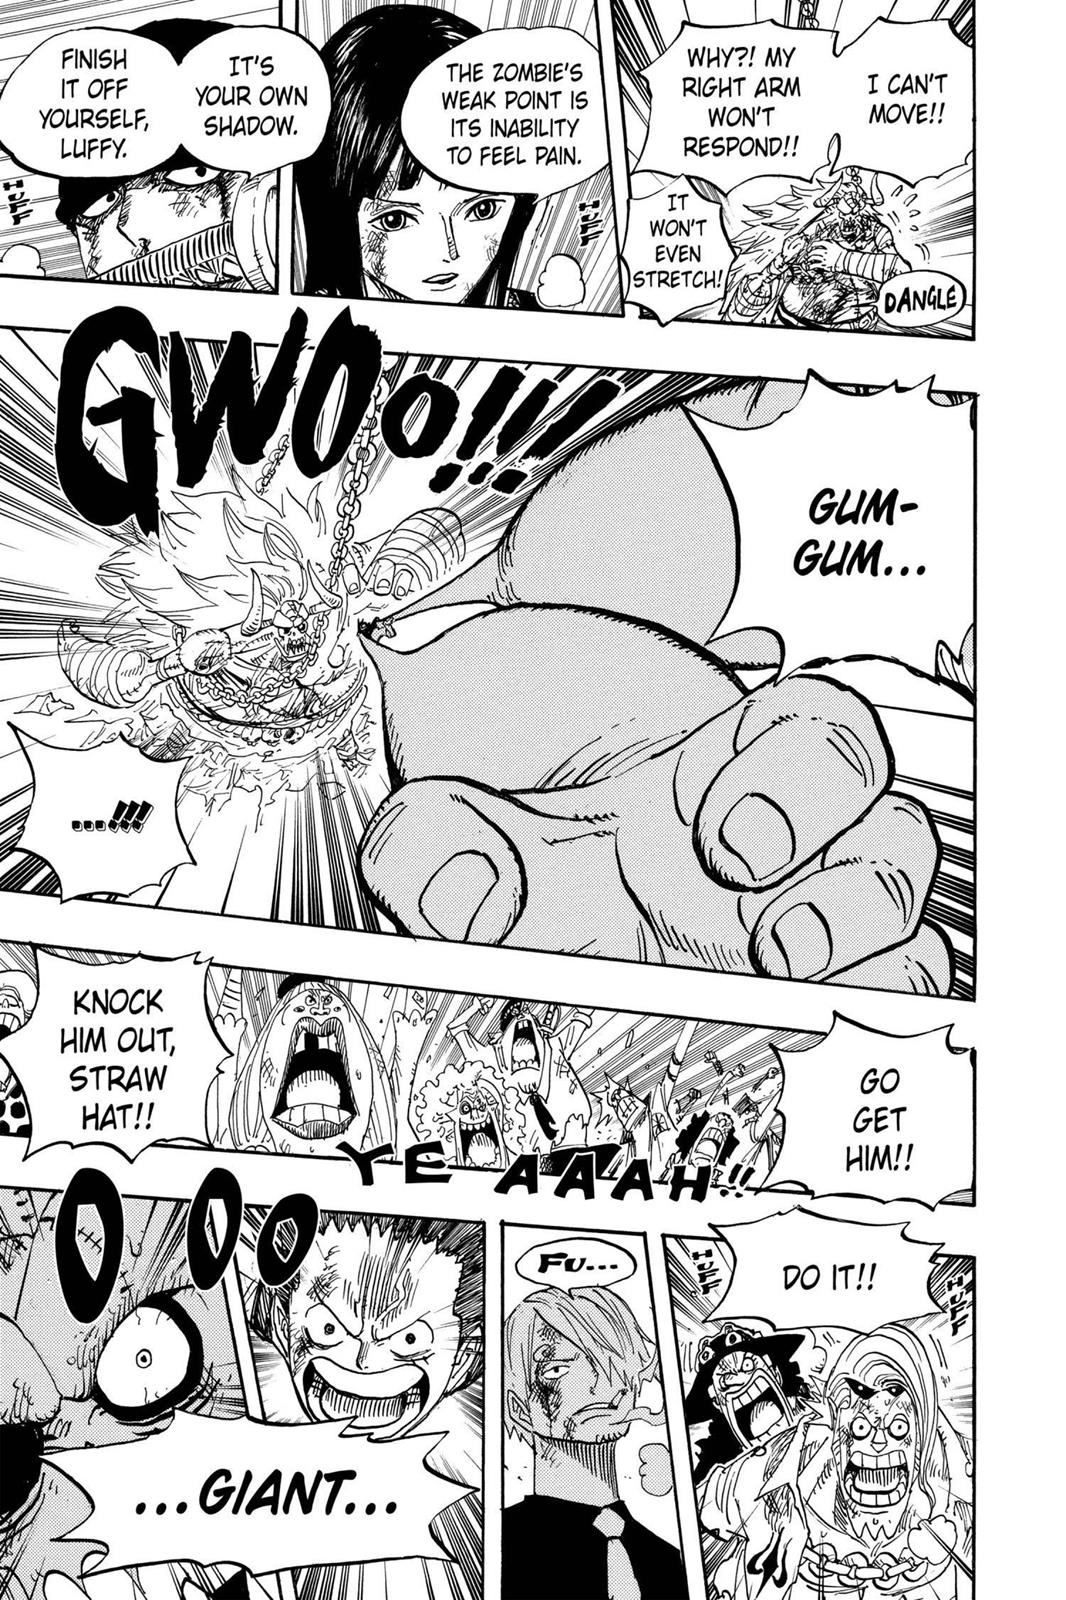 I CAN'T
MOVE!!
WHY?! MY
RIGHT ARM
WON'T
RESPOND!!
IT
WON'T
EVEN
STRETCH!
DANGLE
THE ZOMBIE'S
WEAK POINT IS
ITS INABILITY
TO FEEL PAIN.
HUFF
IT'S
YOUR OWN
SHADOW.
FINISH
IT OFF
YOURSELF,
LUFFY.
HUFF
GUM-
GUM...
GWOO!!!
...!!!
GO
GET
HIM!!
YEAAAH!!
KNOCK
HIM OUT,
STRAW
HAT!!
DO IT!!
HUFF
HUFF
FU...
OOO
...GIANT...